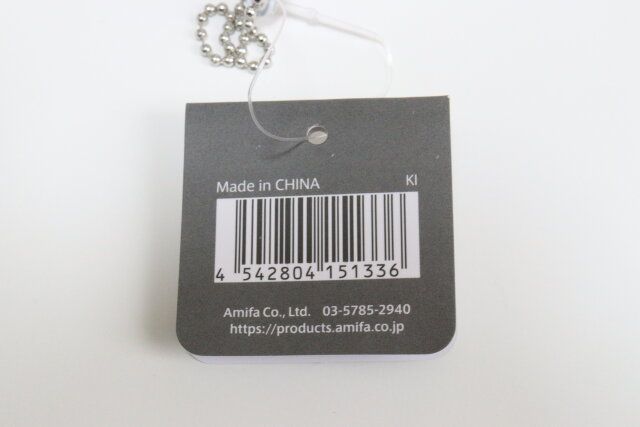 Made in CHINA KI
4 542804 151336
Amifa Co., Ltd. 03-5785-2940
https://products.amifa.co.jp